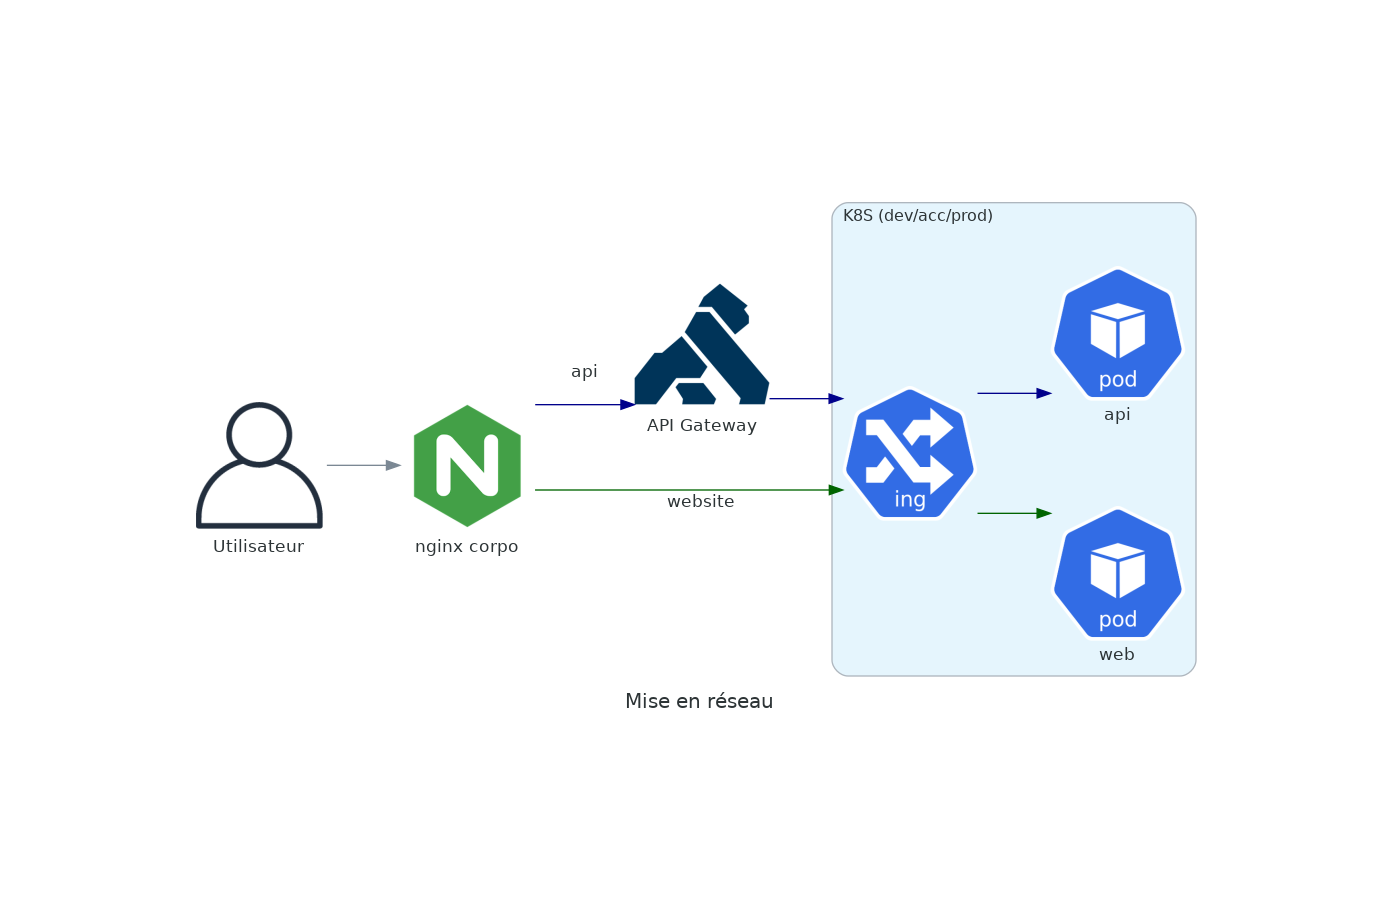 K8S (dev/acc/prod)
pod
api
api
API Gateway
ing
website
Utilisateur
N
nginx corpo
pod
web
Mise en réseau